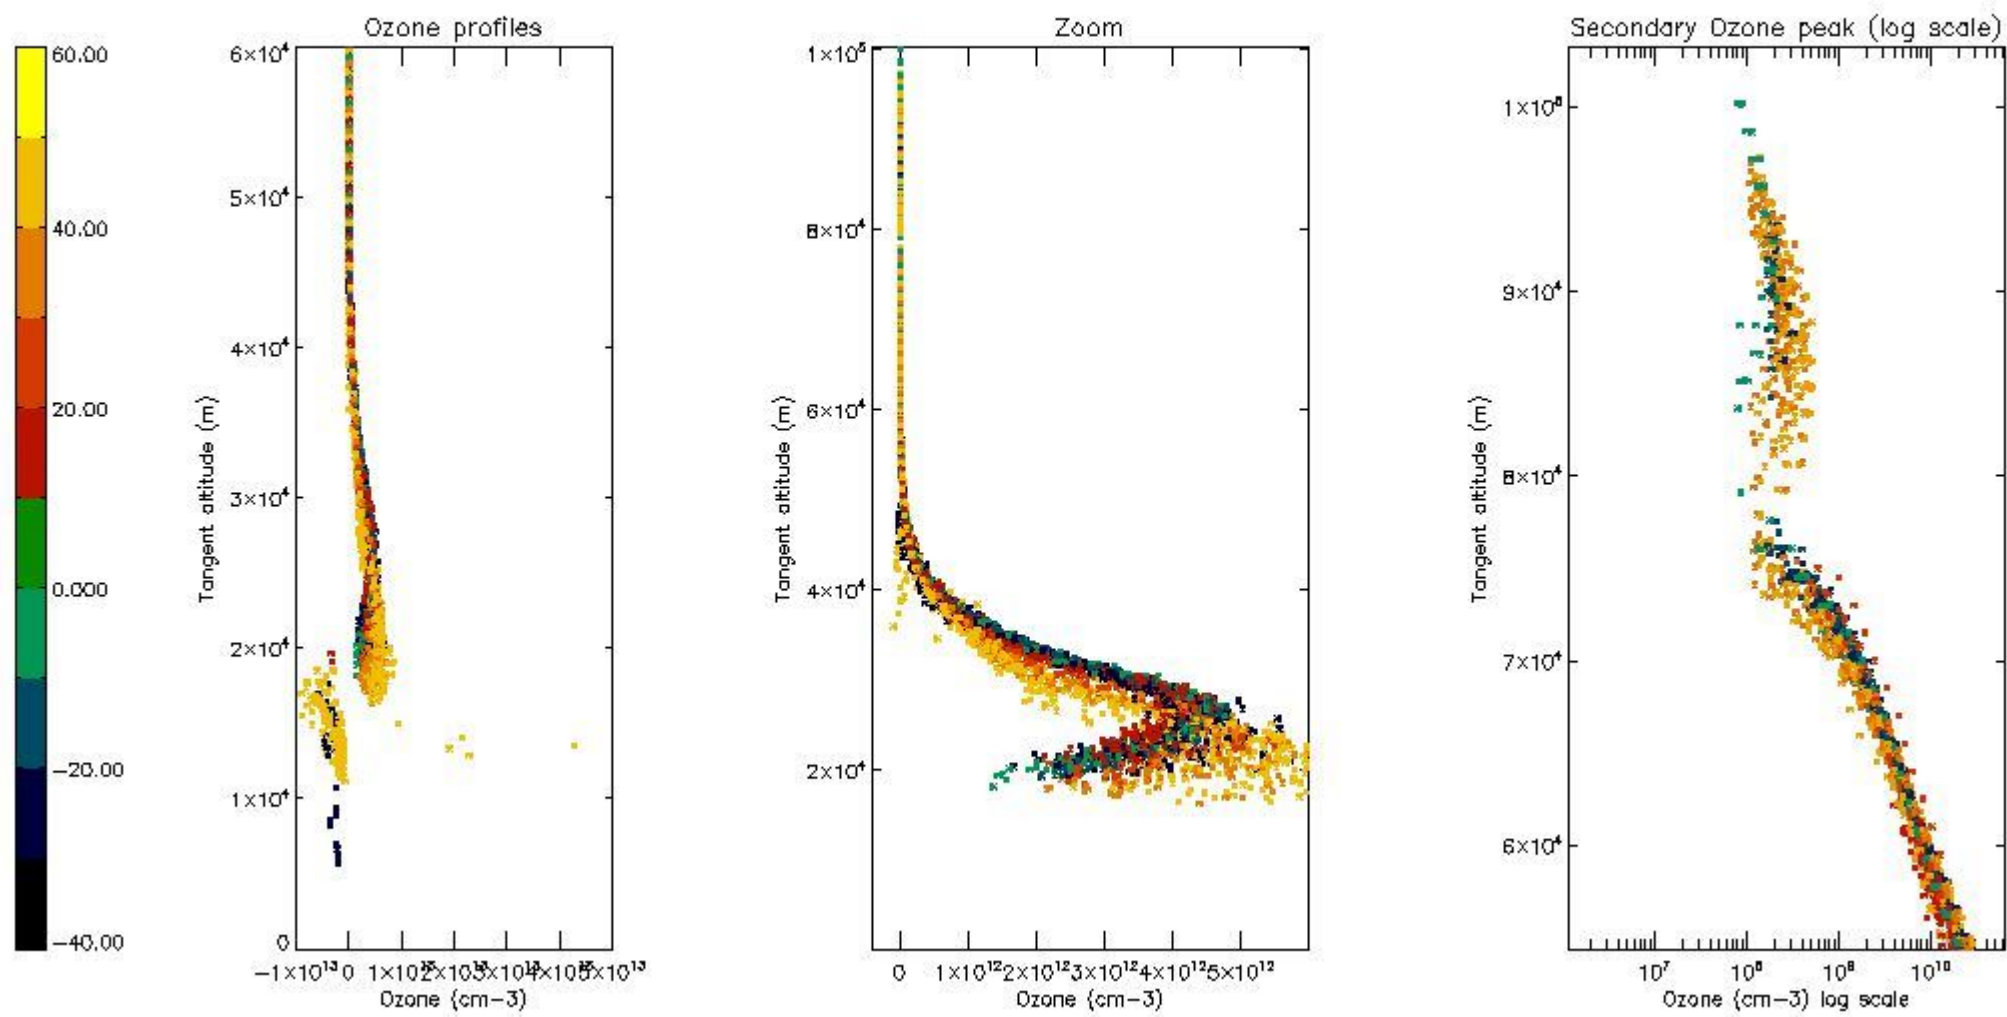 Ozone profiles
Zoom
Secondary Ozone peak (log scale)
60.00
40.00
20.00
0.000
−20.00
−40.00
6×10⁴
5×10⁴
4×10⁴
3×10⁴
2×10⁴
1×10⁴
0
Tangent altitude (m)
−1×10¹³ 0
Ozone (cm−3)
1×10⁵
8×10⁴
6×10⁴
4×10⁴
2×10⁴
Tangent altitude (m)
0 1×10¹² 2×10¹² 3×10¹² 4×10¹² 5×10¹²
Ozone (cm−3)
9×10⁴
8×10⁴
7×10⁴
6×10⁴
Tangent altitude (m)
10⁷ 10⁸ 10⁹ 10¹⁰
Ozone (cm−3) log scale